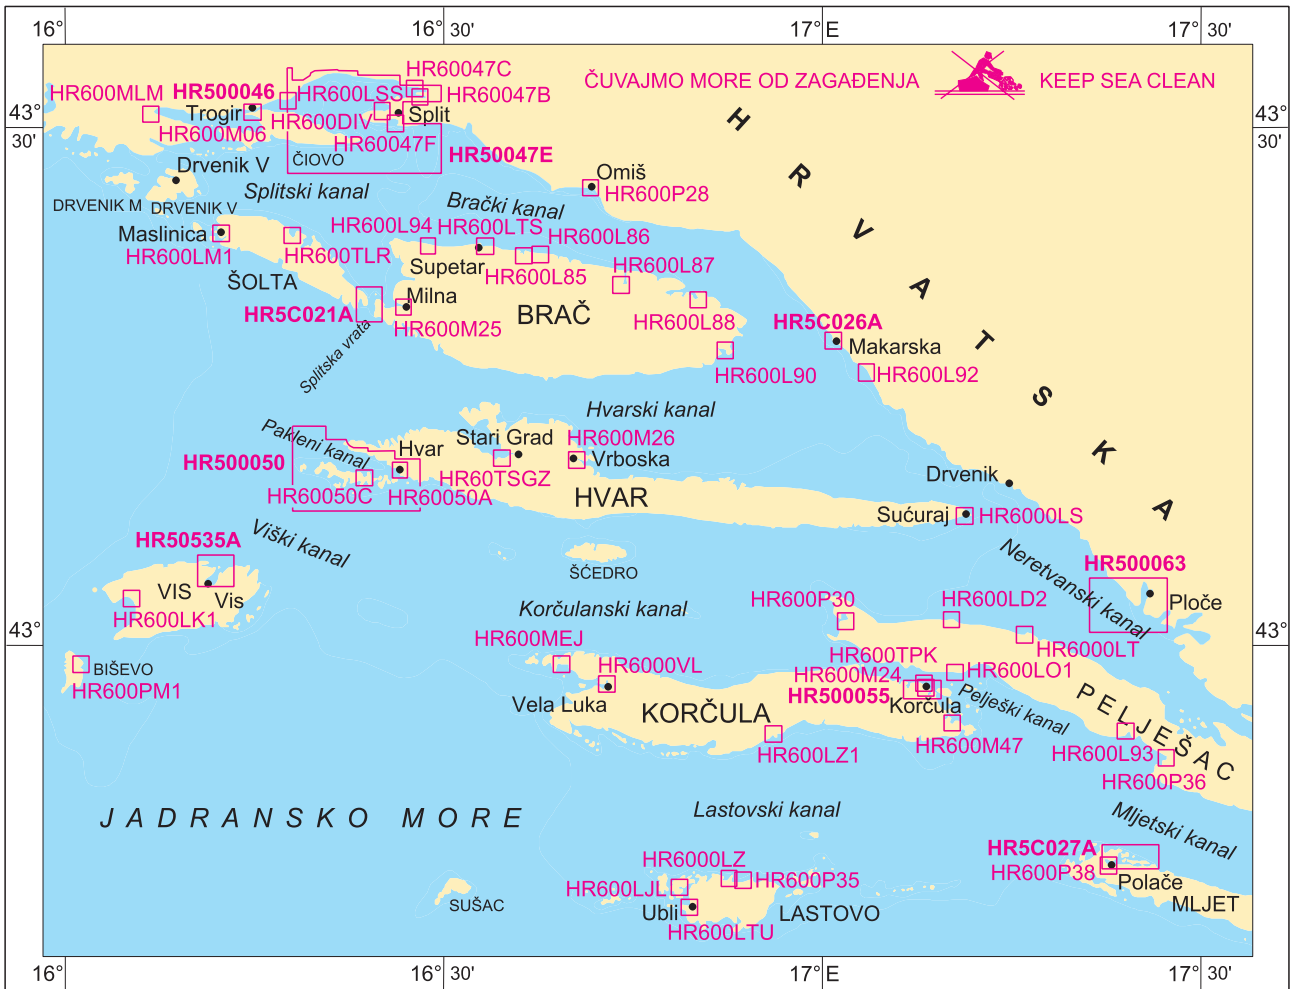 16°
16° 30'
17° E
17° 30'
ČUVAJMO MORE OD ZAGAĐENJA
KEEP SEA CLEAN
43°
30'
43°
30'
HR60047C
HR600MLM
HR500046
HR600LSS
HR60047B
Trogir
Split
HR600M06
HR600DIV
HR60047F
HR50047E
ČIOVO
H R V A T S K A
Drvenik V
Splitski kanal
Omiš
HR600P28
DRVENIK M
DRVENIK V
Brački kanal
Maslinica
HR600L94
HR600LTS
HR600L86
HR600LM1
HR600TLR
Supetar
HR600L85
HR600L87
ŠOLTA
Milna
HR5C021A
BRAČ
HR600L88
HR5C026A
HR600M25
Makarska
Splitska vrata
HR600L90
HR600L92
Hvarski kanal
Pakleni kanal
Hvar
Stari Grad
HR600M26
HR500050
Vrboska
Drvenik
HR60050C
HR60050A
HR60TSGZ
HVAR
Sućuraj
HR6000LS
Viški kanal
HR50535A
Neretvanski kanal
HR500063
ŠĆEDRO
VIS
Vis
Korčulanski kanal
HR600P30
HR600LD2
Ploče
HR600LK1
43°
43°
HR600MEJ
HR600TPK
HR6000LT
BIŠEVO
HR6000VL
HR600M24
HR600LO1
HR600PM1
HR500055
Vela Luka
KORČULA
Korčula
Pelješki kanal
PELJEŠAC
HR600LZ1
HR600M47
HR600L93
HR600P36
JADRANSKO MORE
Lastovski kanal
Mljetski kanal
HR5C027A
HR6000LZ
HR600P38
HR600LJL
HR600P35
Polače
SUŠAC
Ubli
LASTOVO
MLJET
HR600LTU
16°
16° 30'
17° E
17° 30'